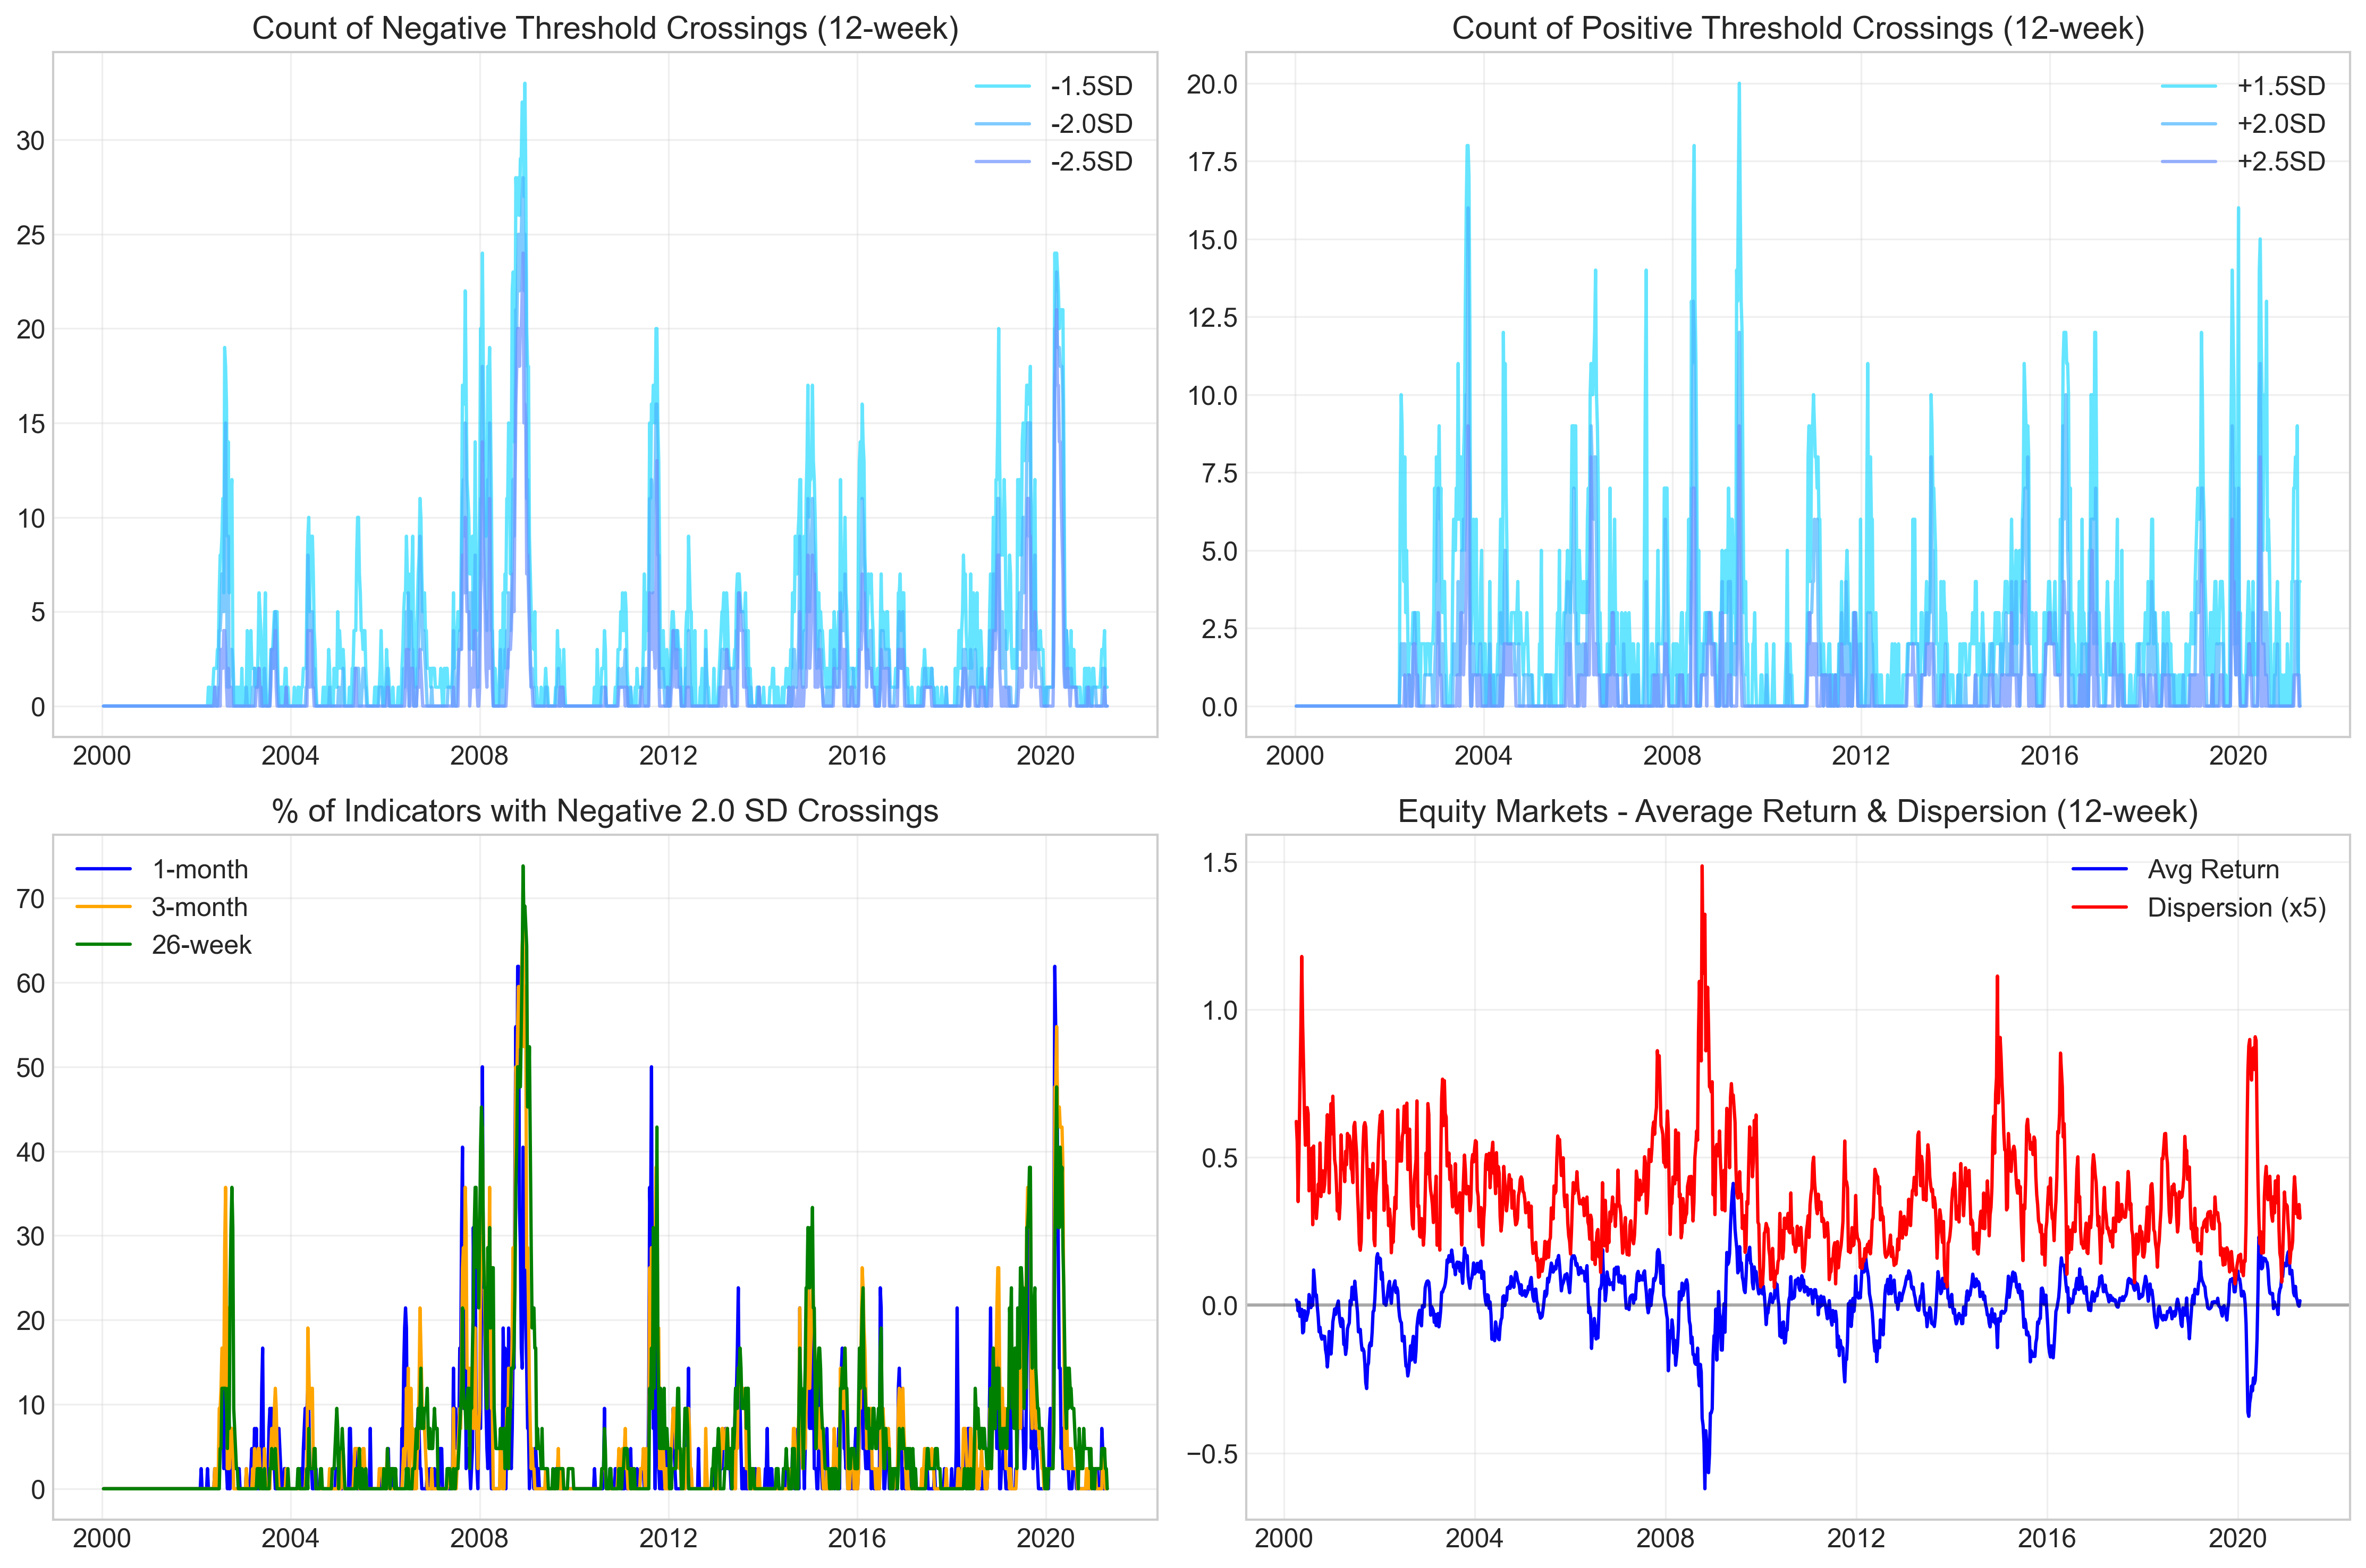 Count of Negative Threshold Crossings (12-week)
-1.5SD
-2.0SD
-2.5SD
30
25
20
15
10
5
0
2000 2004 2008 2012 2016 2020
Count of Positive Threshold Crossings (12-week)
+1.5SD
+2.0SD
+2.5SD
20.0
17.5
15.0
12.5
10.0
7.5
5.0
2.5
0.0
2000 2004 2008 2012 2016 2020
% of Indicators with Negative 2.0 SD Crossings
1-month
3-month
26-week
70
60
50
40
30
20
10
0
2000 2004 2008 2012 2016 2020
Equity Markets - Average Return & Dispersion (12-week)
Avg Return
Dispersion (x5)
1.5
1.0
0.5
0.0
−0.5
2000 2004 2008 2012 2016 2020